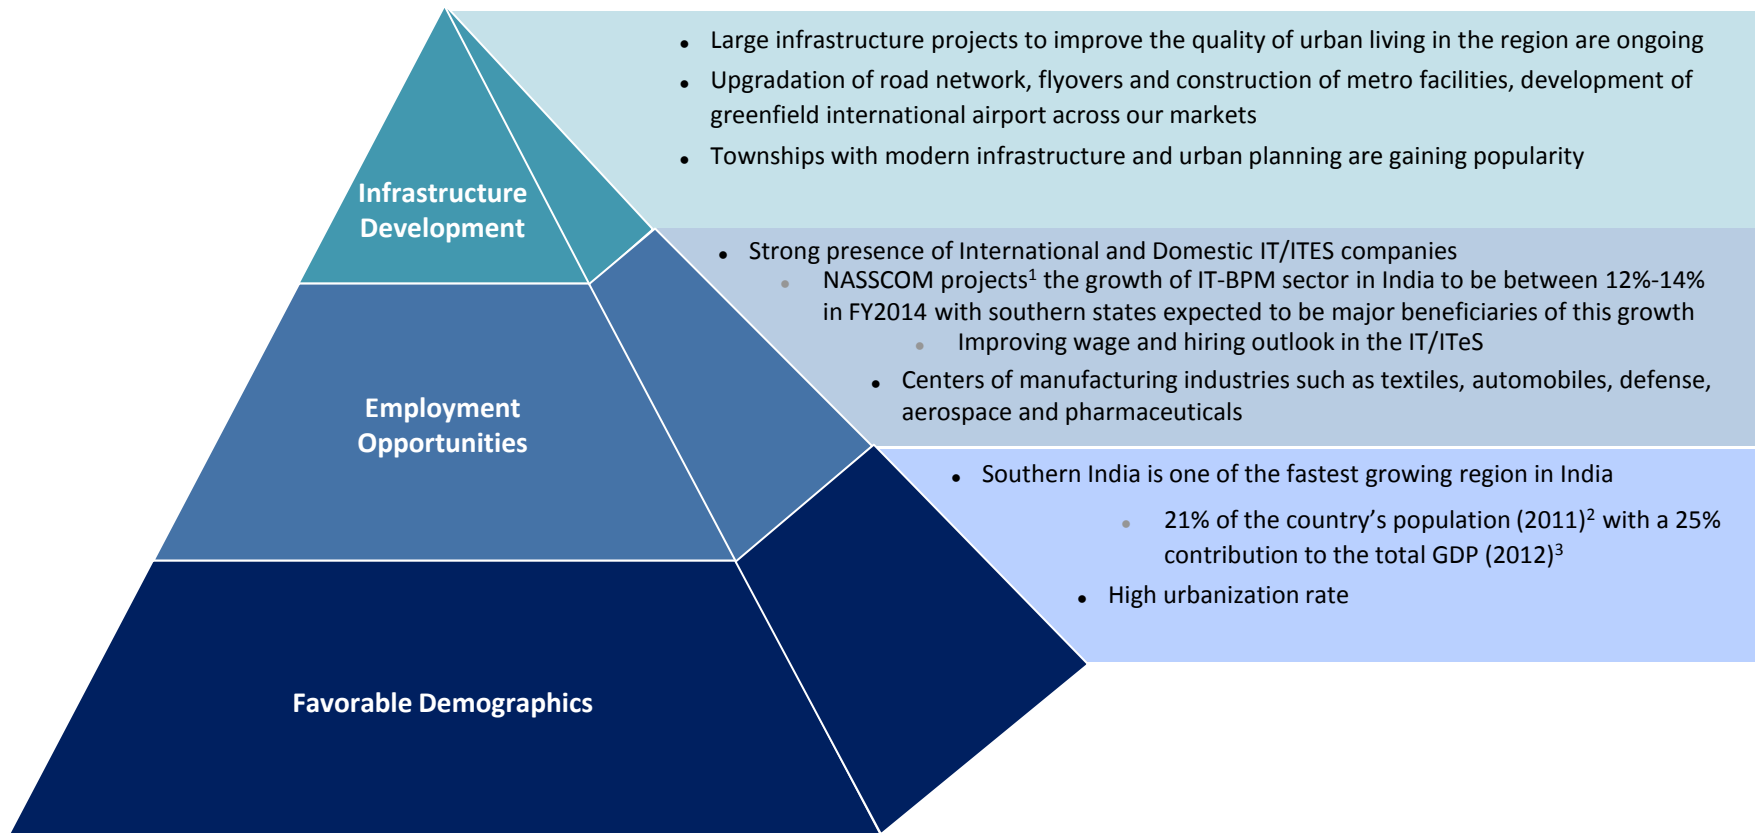 Infrastructure
Development
• Large infrastructure projects to improve the quality of urban living in the region are ongoing
• Upgradation of road network, flyovers and construction of metro facilities, development of
greenfield international airport across our markets
• Townships with modern infrastructure and urban planning are gaining popularity
Employment
Opportunities
• Strong presence of International and Domestic IT/ITES companies
• NASSCOM projects¹ the growth of IT-BPM sector in India to be between 12%-14%
in FY2014 with southern states expected to be major beneficiaries of this growth
• Improving wage and hiring outlook in the IT/ITeS
• Centers of manufacturing industries such as textiles, automobiles, defense,
aerospace and pharmaceuticals
Favorable Demographics
• Southern India is one of the fastest growing region in India
• 21% of the country’s population (2011)² with a 25%
contribution to the total GDP (2012)³
• High urbanization rate